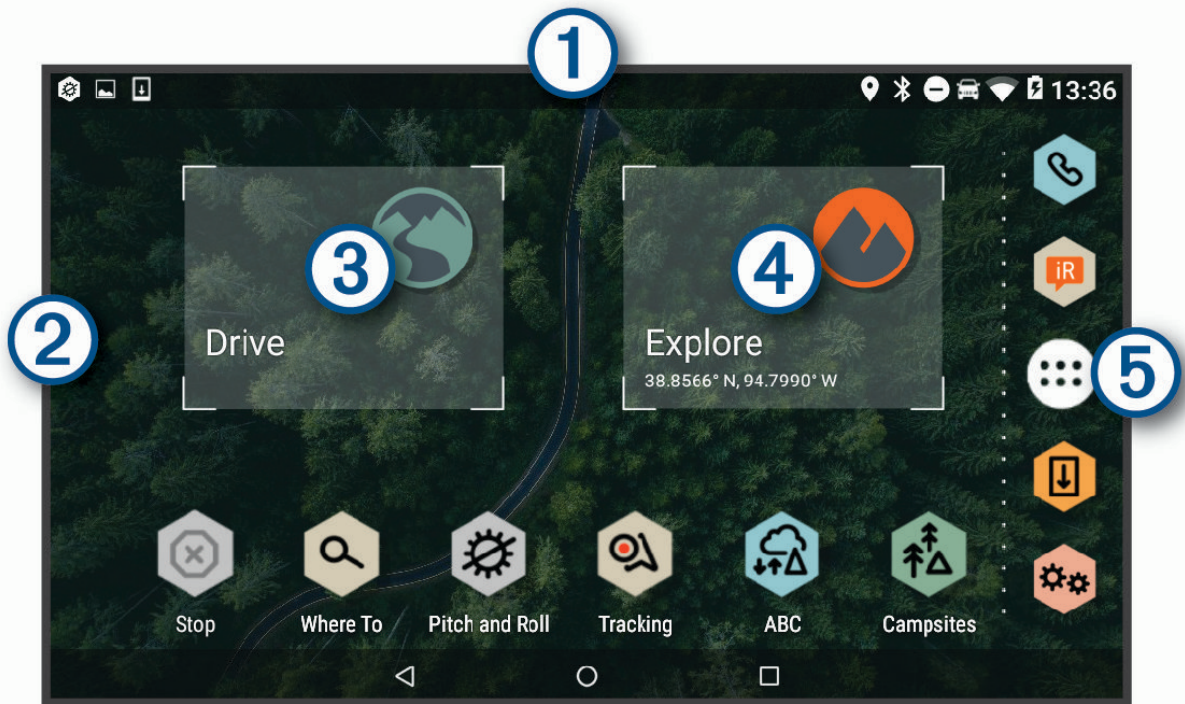 1
13:36
2
3
Drive
4
Explore
38.8566° N, 94.7990° W
iR
5
Stop
Where To
Pitch and Roll
Tracking
ABC
Campsites